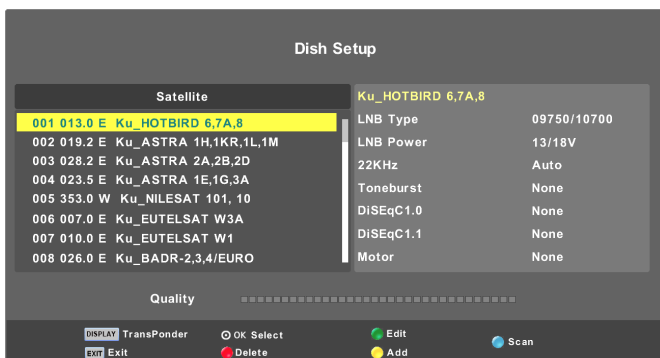 Dish Setup
Satellite
001 013.0 E Ku_HOTBIRD 6,7A,8
002 019.2 E Ku_ASTRA 1H,1KR,1L,1M
003 028.2 E Ku_ASTRA 2A,2B,2D
004 023.5 E Ku_ASTRA 1E,1G,3A
005 353.0 W Ku_NILESAT 101, 10
006 007.0 E Ku_EUTELSAT W3A
007 010.0 E Ku_EUTELSAT W1
008 026.0 E Ku_BADR-2,3,4/EURO
Ku_HOTBIRD 6,7A,8
LNB Type 09750/10700
LNB Power 13/18V
22KHz Auto
Toneburst None
DiSEqC1.0 None
DiSEqC1.1 None
Motor None
Quality
DISPLAY TransPonder OK Select Edit Scan
EXIT Exit Delete Add